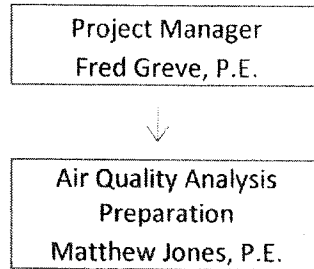 Project Manager
Fred Greve, P.E.
Air Quality Analysis
Preparation
Matthew Jones, P.E.